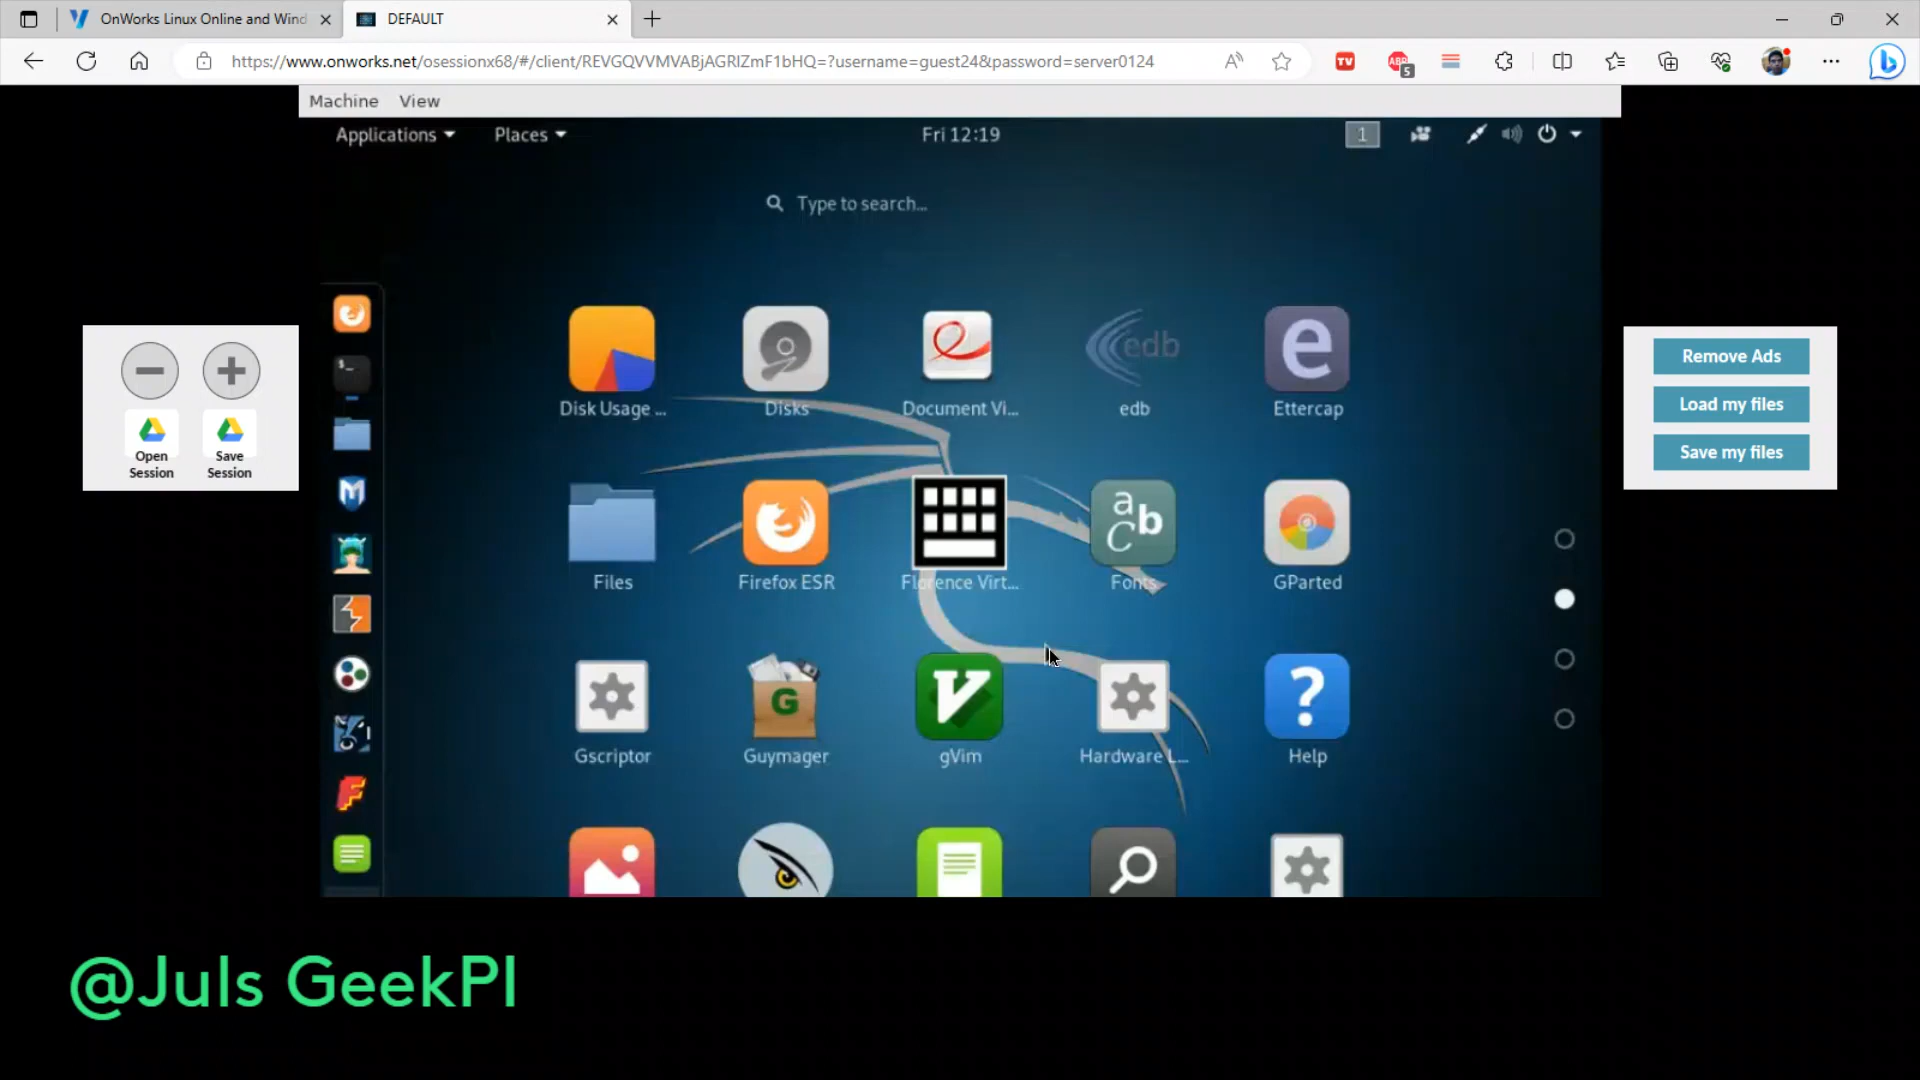 OnWorks Linux Online and Wind
DEFAULT
https://www.onworks.net/osessionx68/#/client/REVGQVVMVABjAGRlZmF1bHQ=?username=guest24&password=server0124
Machine View
Applications Places Fri 12:19 1
Type to search...
Remove Ads
Load my files
Save my files
Open Session
Save Session
Disk Usage ... Disks Document Vi... edb Ettercap
Files Firefox ESR Florence Virt... Fonts GParted
Gscriptor Guymager gVim Hardware L... Help
@Juls GeekPI